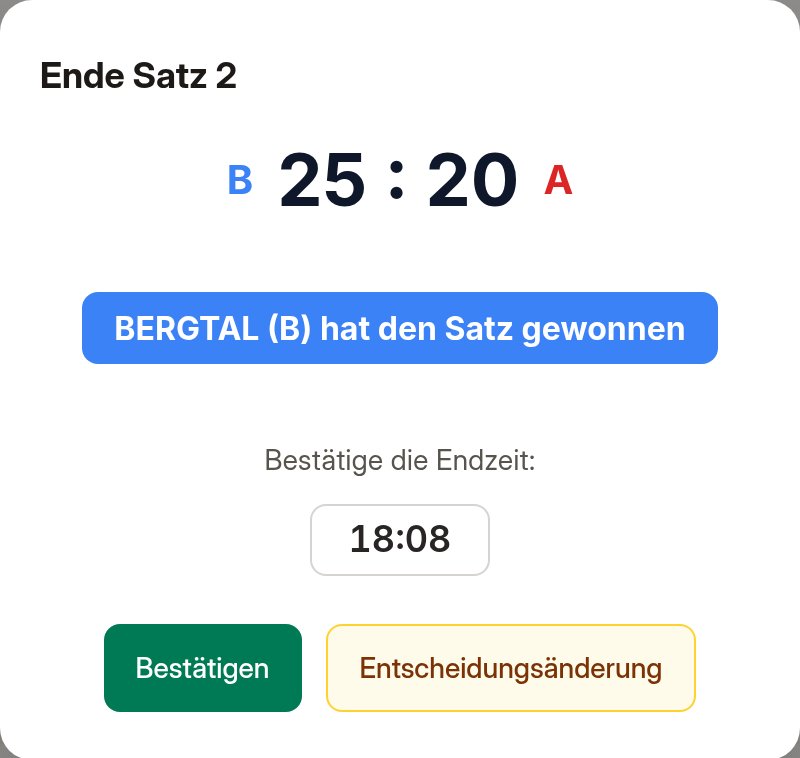 Ende Satz 2
B 25 : 20 A
BERGTAL (B) hat den Satz gewonnen
Bestätige die Endzeit:
18:08
Bestätigen Entscheidungsänderung